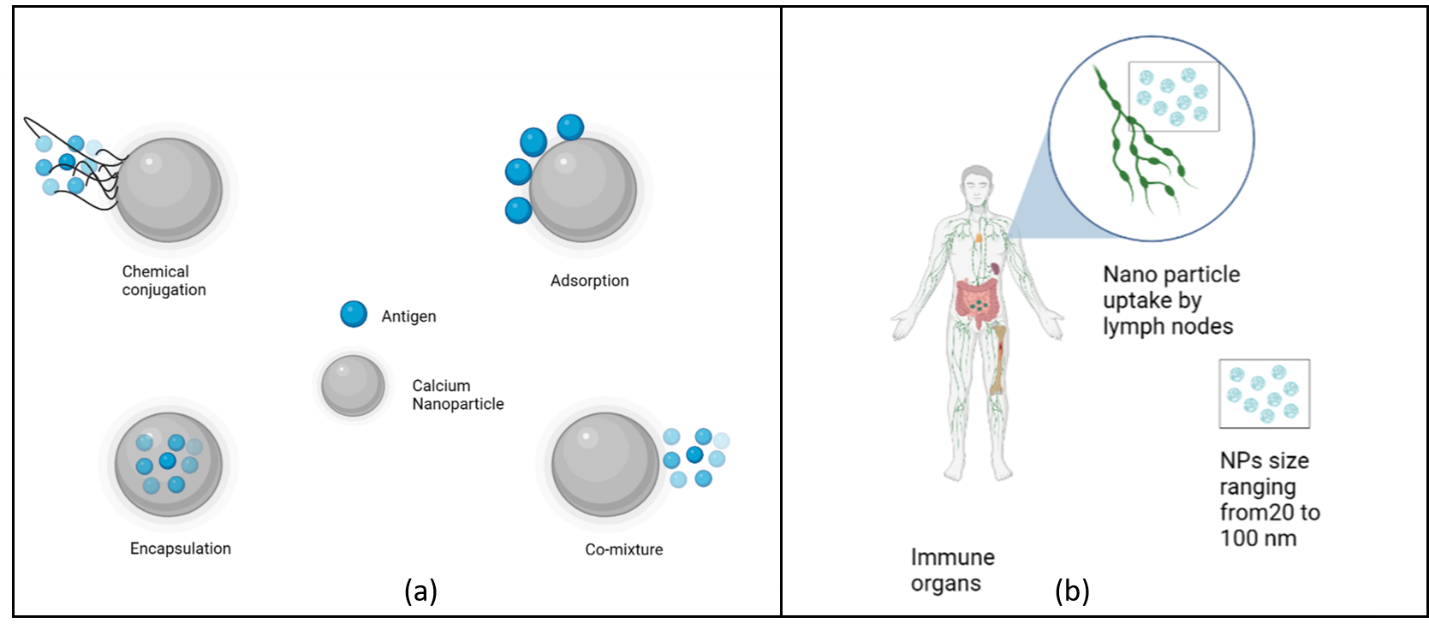 Chemical
conjugation
Adsorption
Antigen
Calcium
Nanoparticle
Encapsulation
Co-mixture
(a)
Nano particle
uptake by
lymph nodes
NPs size
ranging
from20 to
100 nm
Immune
organs
(b)